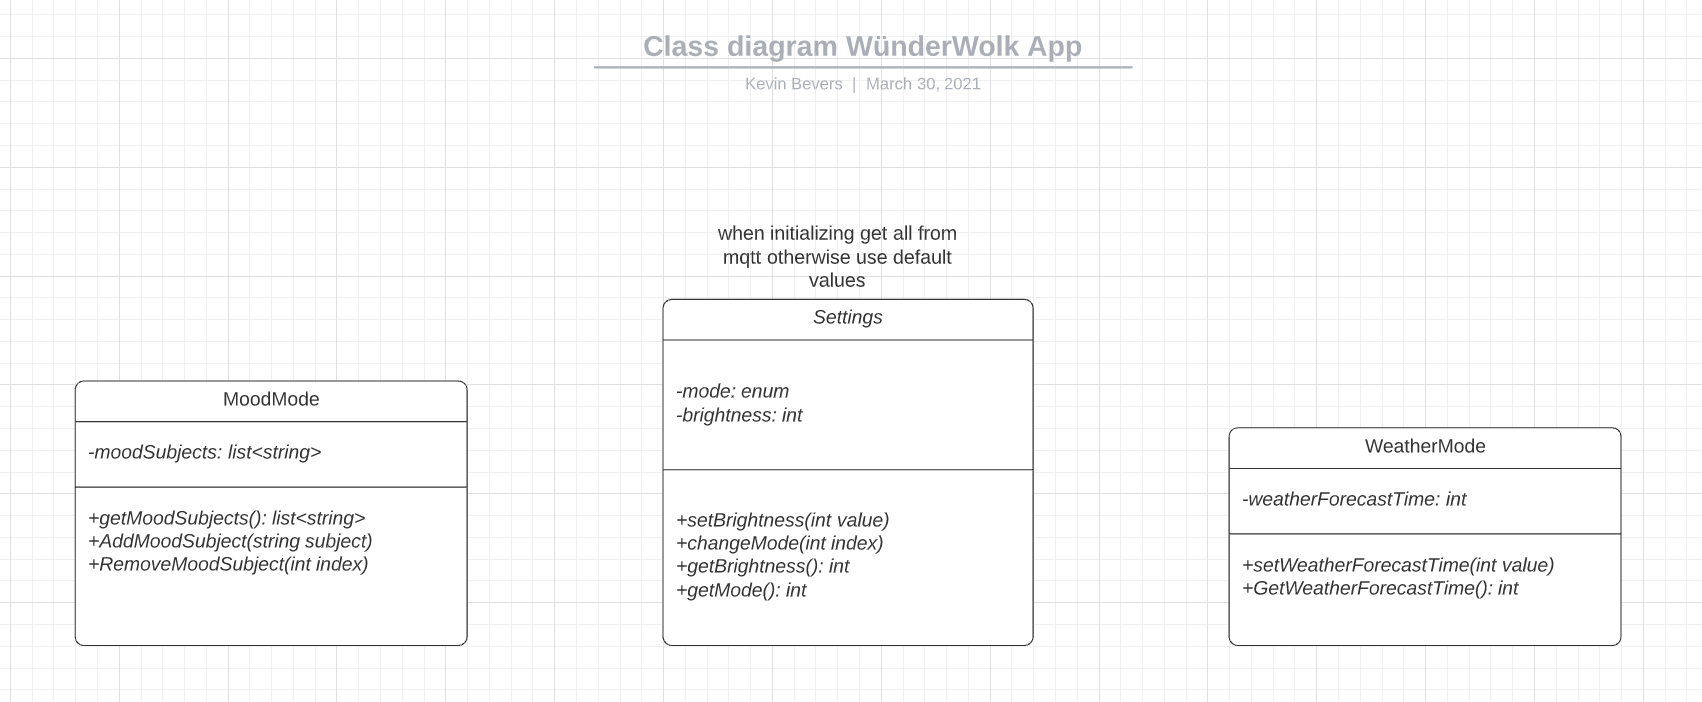 Class diagram WünderWolk App
Kevin Bevers | March 30, 2021
when initializing get all from
mqtt otherwise use default
values
Settings
-mode: enum
-brightness: int
+setBrightness(int value)
+changeMode(int index)
+getBrightness(): int
+getMode(): int
MoodMode
-moodSubjects: list<string>
+getMoodSubjects(): list<string>
+AddMoodSubject(string subject)
+RemoveMoodSubject(int index)
WeatherMode
-weatherForecastTime: int
+setWeatherForecastTime(int value)
+GetWeatherForecastTime(): int